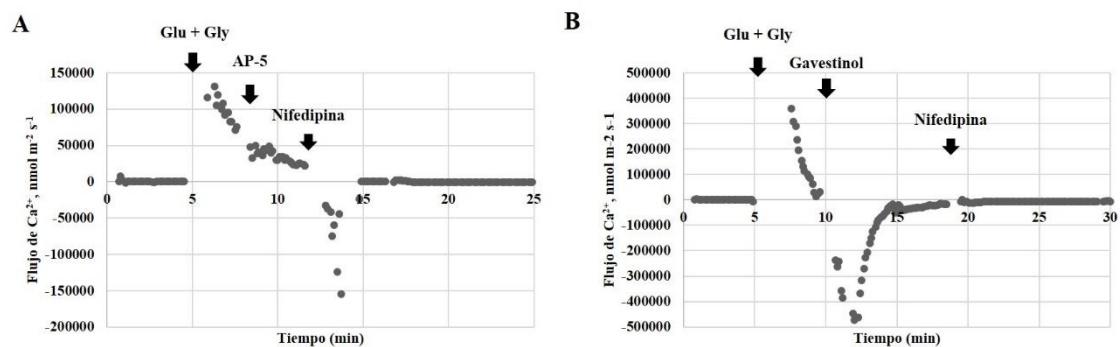 A
Glu + Gly
AP-5
Nifedipina
150000
100000
50000
0
-50000
-100000
-150000
-200000
0
5
10
15
20
25
Flujo de Ca²⁺, nmol m⁻² s⁻¹
Tiempo (min)
B
Glu + Gly
Gavestinol
Nifedipina
500000
400000
300000
200000
100000
0
-100000
-200000
-300000
-400000
-500000
0
5
10
15
20
25
30
Flujo de Ca²⁺, nmol m-2 s-1
Tiempo (min)